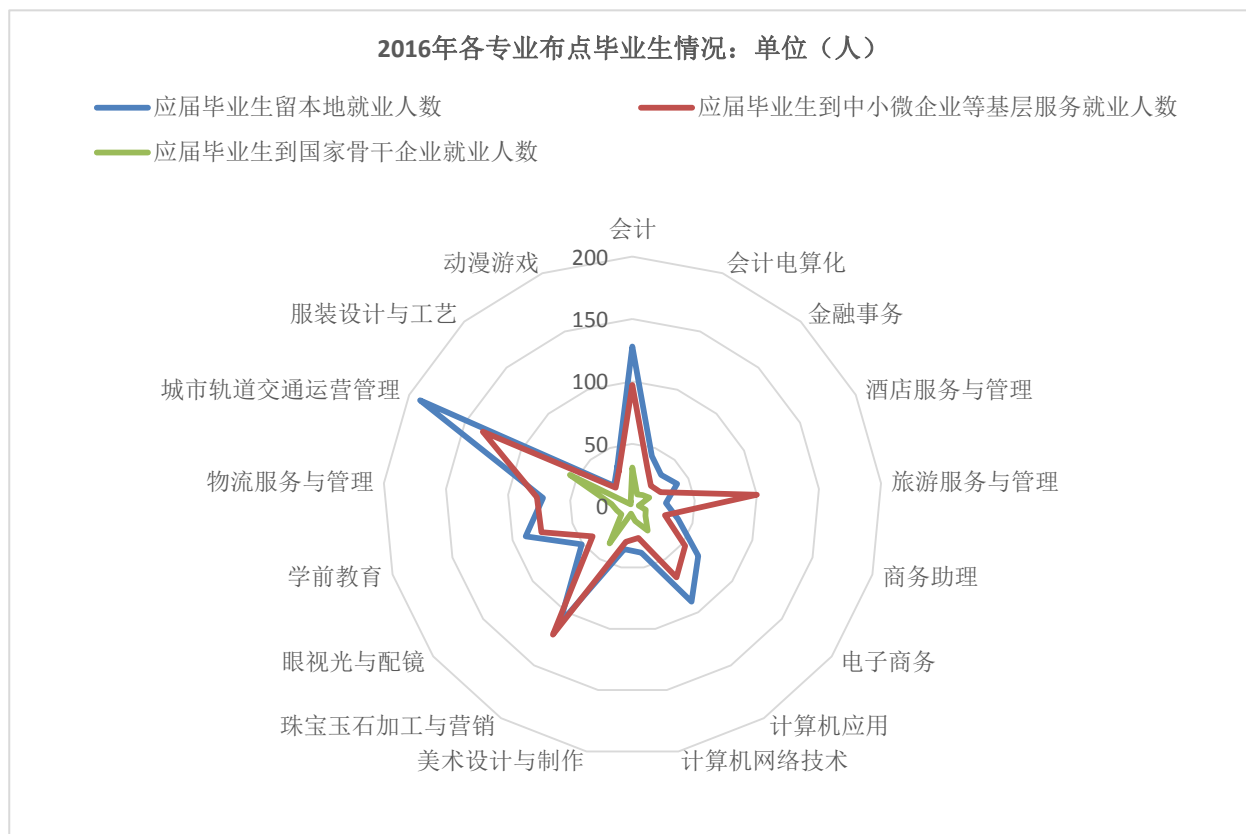 2016年各专业布点毕业生情况：单位（人）
应届毕业生留本地就业人数
应届毕业生到中小微企业等基层服务就业人数
应届毕业生到国家骨干企业就业人数
会计
会计电算化
金融事务
酒店服务与管理
旅游服务与管理
商务助理
电子商务
计算机应用
计算机网络技术
美术设计与制作
珠宝玉石加工与营销
眼视光与配镜
学前教育
物流服务与管理
城市轨道交通运营管理
服装设计与工艺
动漫游戏
200
150
100
50
0